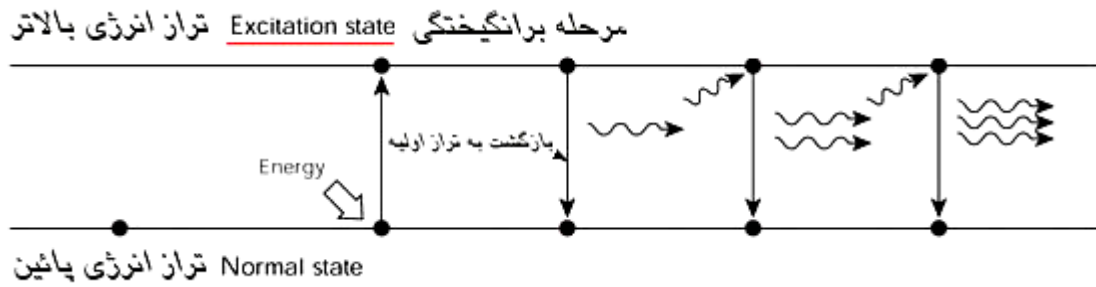 تراز انرژی بالاتر Excitation state مرحله برانگیختگی
بازگشت به تراز اولیه
Energy
تراز انرژی پائین Normal state